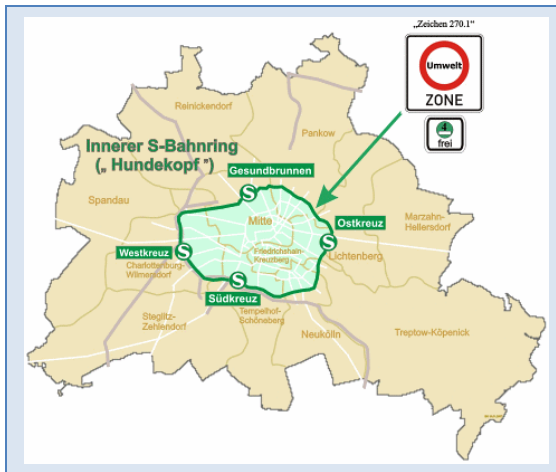 „Zeichen 270.1"
Umwelt
ZONE
4
frei
Reinickendorf
Pankow
Innerer S-Bahnring
(„ Hundekopf ")
Gesundbrunnen
S
Spandau
Mitte
Ostkreuz
S
Marzahn-
Hellersdorf
Westkreuz
S
Friedrichshain-
Kreuzberg
Lichtenberg
Charlottenburg-
Wilmersdorf
S
Südkreuz
Steglitz-
Zehlendorf
Tempelhof-
Schöneberg
Neukölln
Treptow-Köpenick